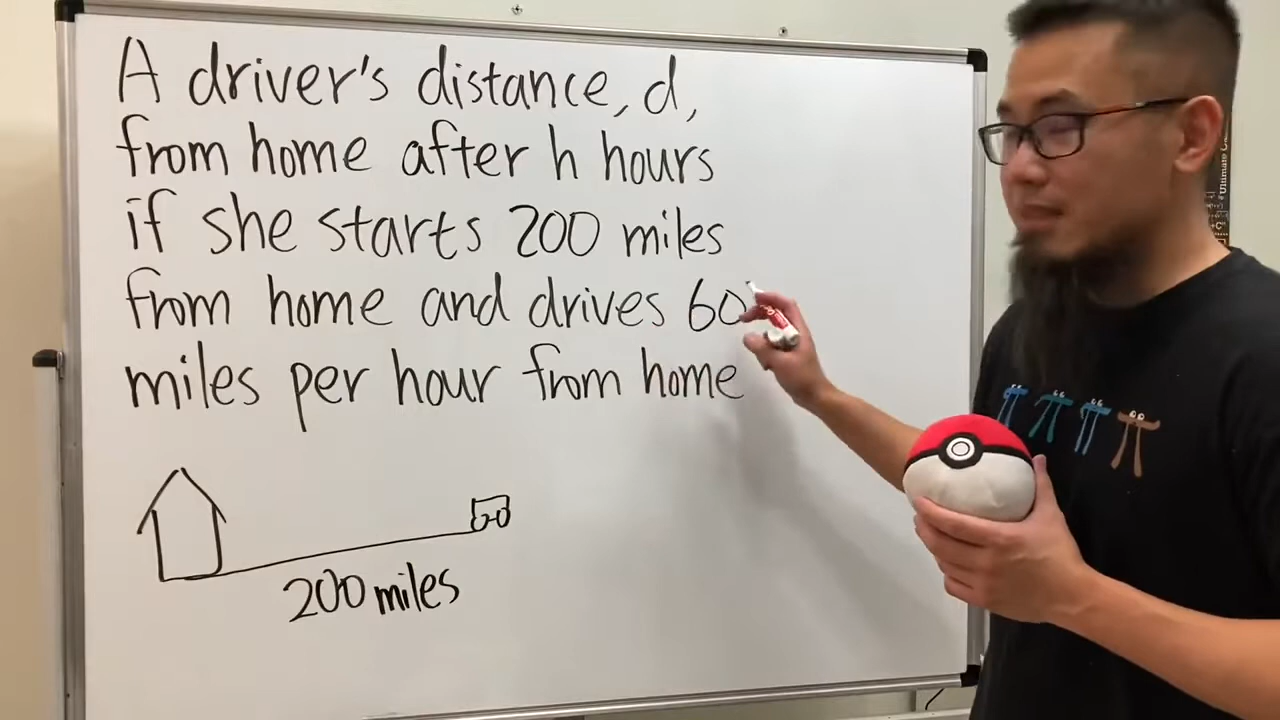 A driver's distance, d,
from home after h hours
if she starts 200 miles
from home and drives 60
miles per hour from home
200 miles
Ultimate